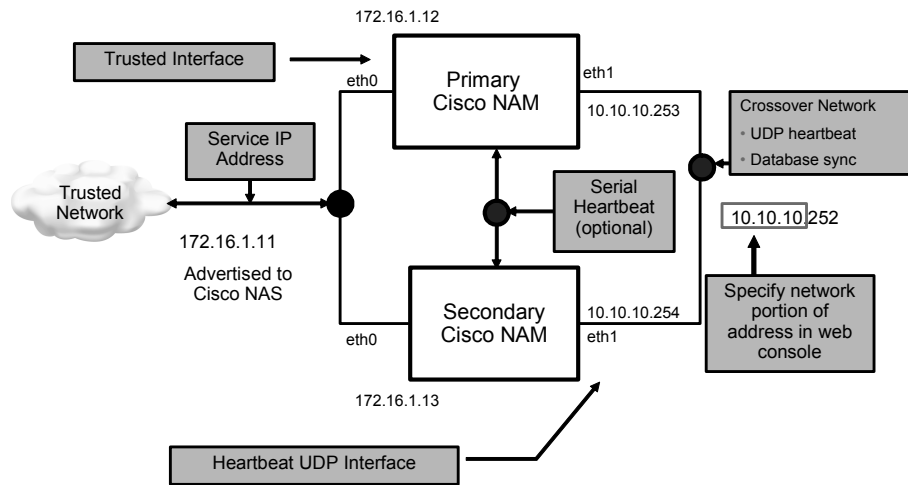 172.16.1.12
Trusted Interface
eth0
Primary
Cisco NAM
eth1
10.10.10.253
Crossover Network
• UDP heartbeat
• Database sync
Service IP
Address
Trusted
Network
Serial
Heartbeat
(optional)
10.10.10.252
172.16.1.11
Advertised to
Cisco NAS
Specify network
portion of
address in web
console
Secondary
Cisco NAM
10.10.10.254
eth0
eth1
172.16.1.13
Heartbeat UDP Interface